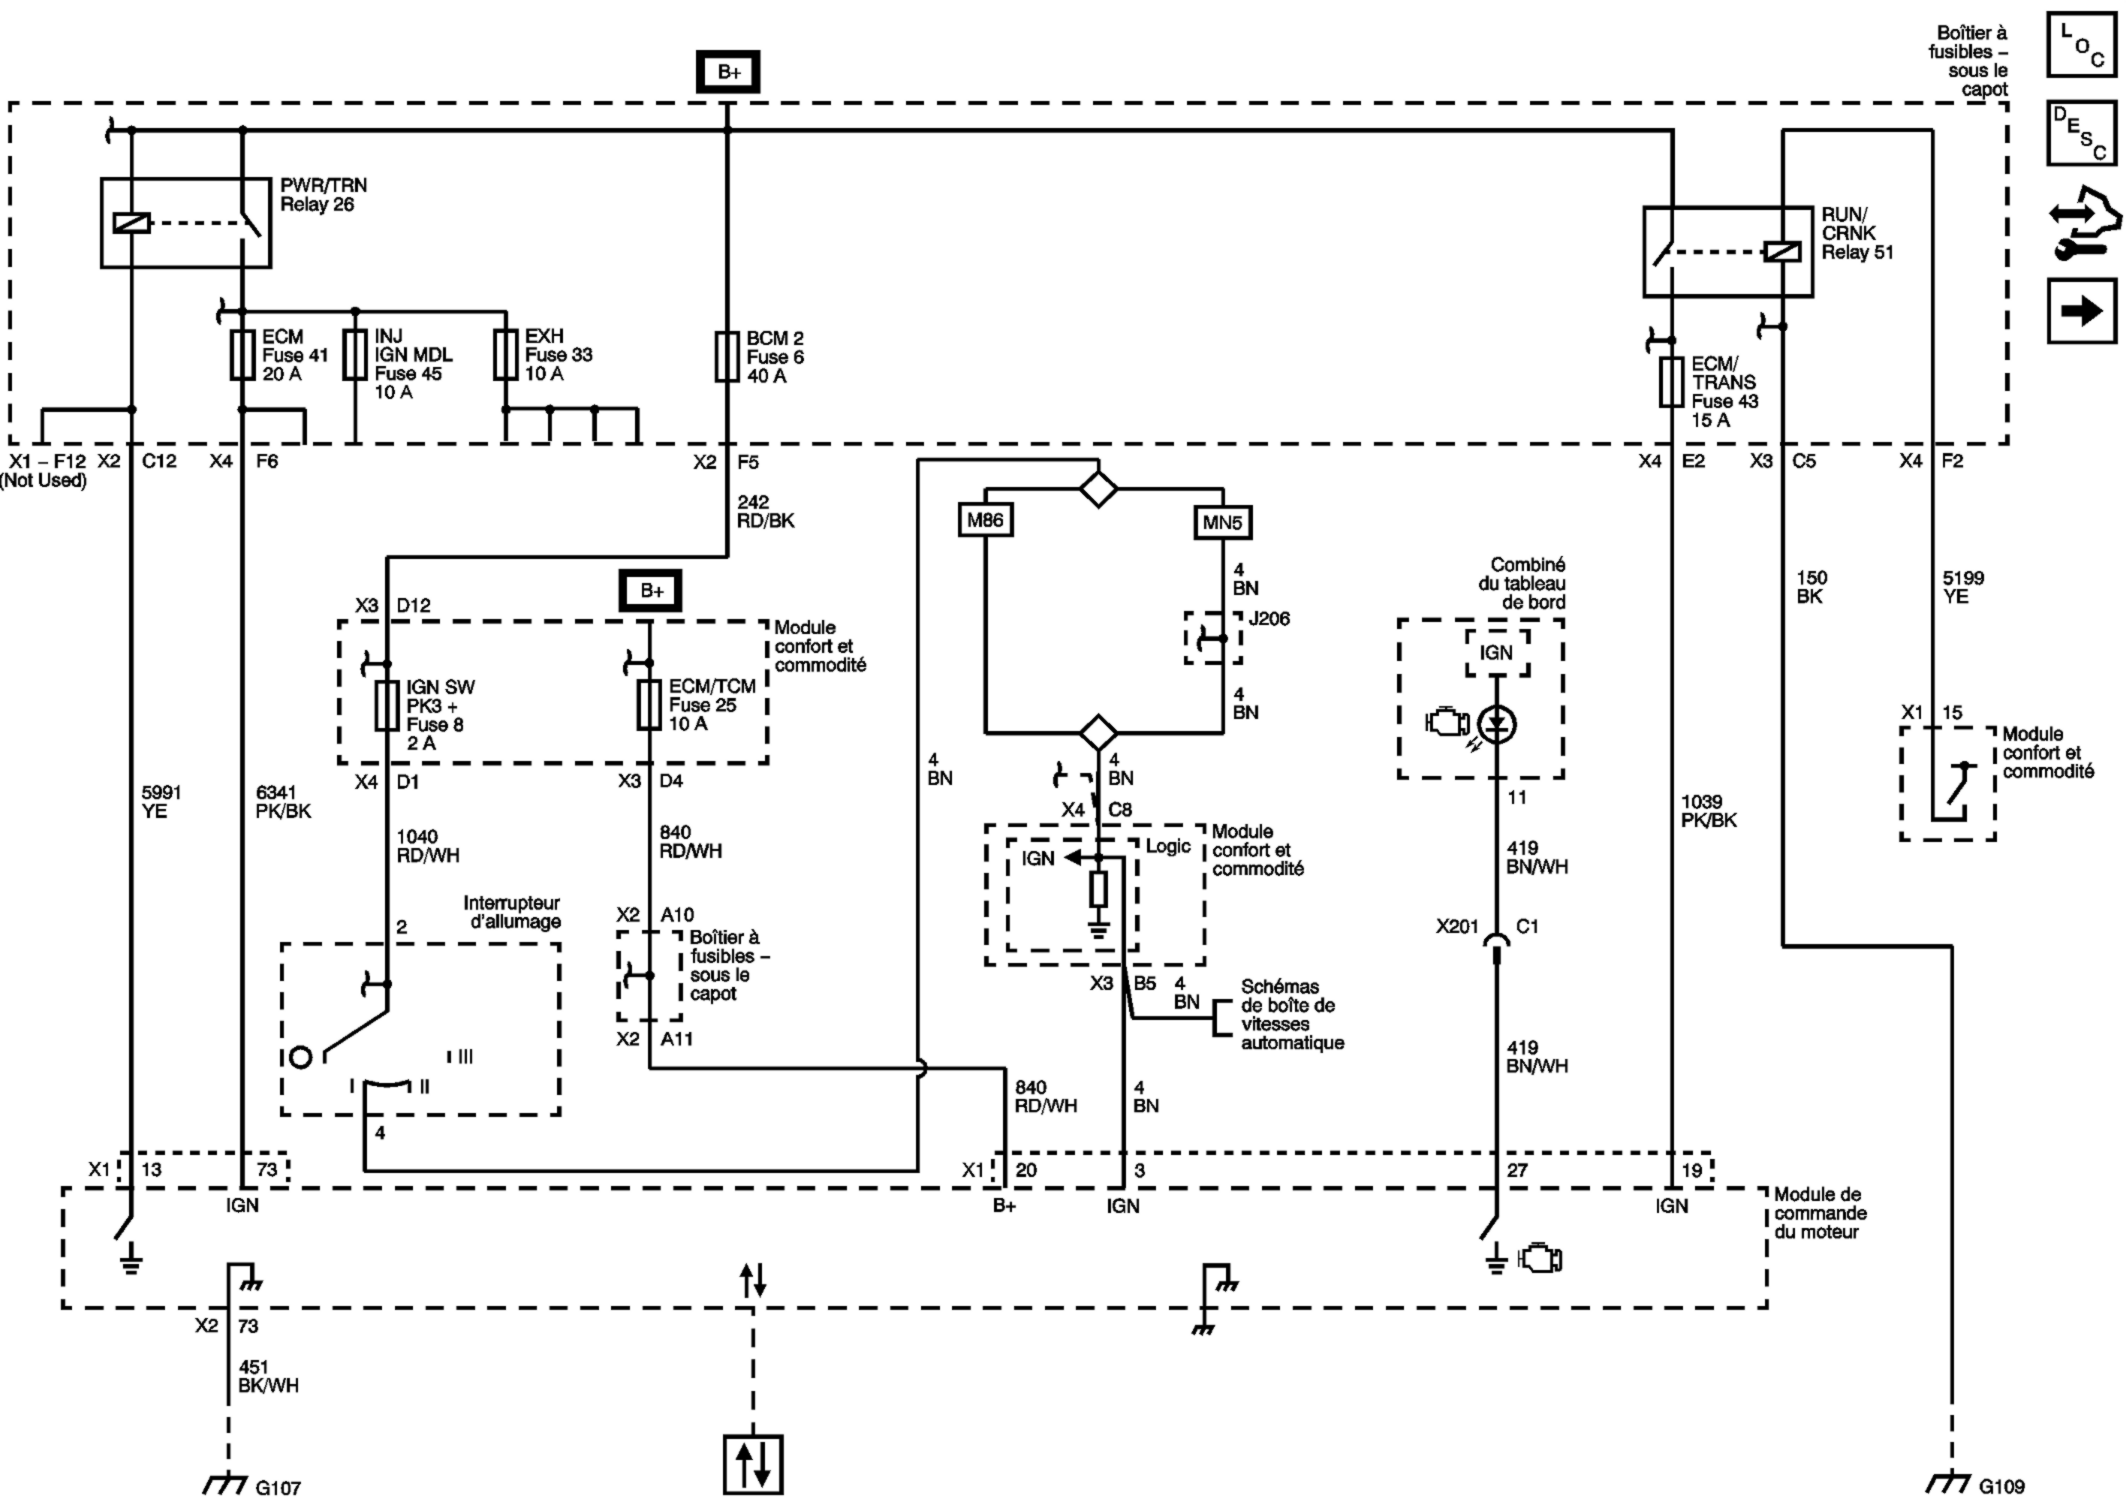 B+
Boîtier à
fusibles –
sous le
capot
L
O
C
D
E
S
C
PWR/TRN
Relay 26
RUN/
CRNK
Relay 51
ECM
Fuse 41
20 A
INJ
IGN MDL
Fuse 45
10 A
EXH
Fuse 33
10 A
BCM 2
Fuse 6
40 A
ECM/
TRANS
Fuse 43
15 A
X1 – F12
(Not Used)
X2 C12
X4 F6
X2 F5
X4 E2
X3 C5
X4 F2
242
RD/BK
M86
MN5
4
BN
J206
4
BN
B+
X3 D12
Module
confort et
commodité
IGN SW
PK3 +
Fuse 8
2 A
ECM/TCM
Fuse 25
10 A
X4 D1
X3 D4
Combiné
du tableau
de bord
IGN
150
BK
5199
YE
X1 15
Module
confort et
commodité
5991
YE
6341
PK/BK
1040
RD/WH
840
RD/WH
4
BN
4
BN
X4 C8
IGN
Logic
Module
confort et
commodité
11
419
BN/WH
1039
PK/BK
Interrupteur
d'allumage
2
X2 A10
Boîtier à
fusibles –
sous le
capot
X2 A11
X201 C1
X3 B5
4
BN
Schémas
de boîte de
vitesses
automatique
I
II
III
4
840
RD/WH
4
BN
419
BN/WH
X1 13
73
X1 20
3
27
19
IGN
B+
IGN
IGN
Module de
commande
du moteur
X2 73
451
BK/WH
G107
G109